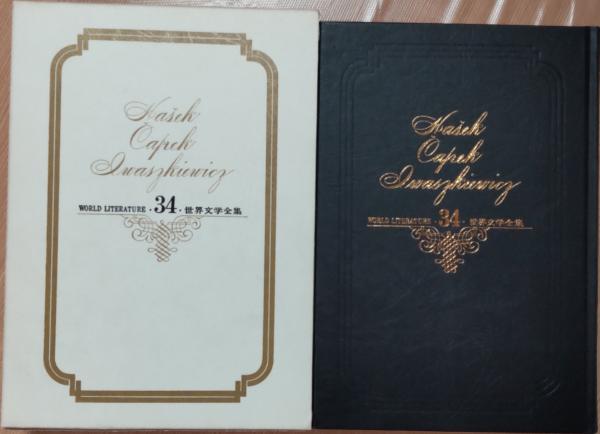 Hašek
Čapek
Iwaszkiewicz
WORLD LITERATURE・34・世界文学全集
Hašek
Čapek
Iwaszkiewicz
WORLD LITERATURE・34・世界文学全集